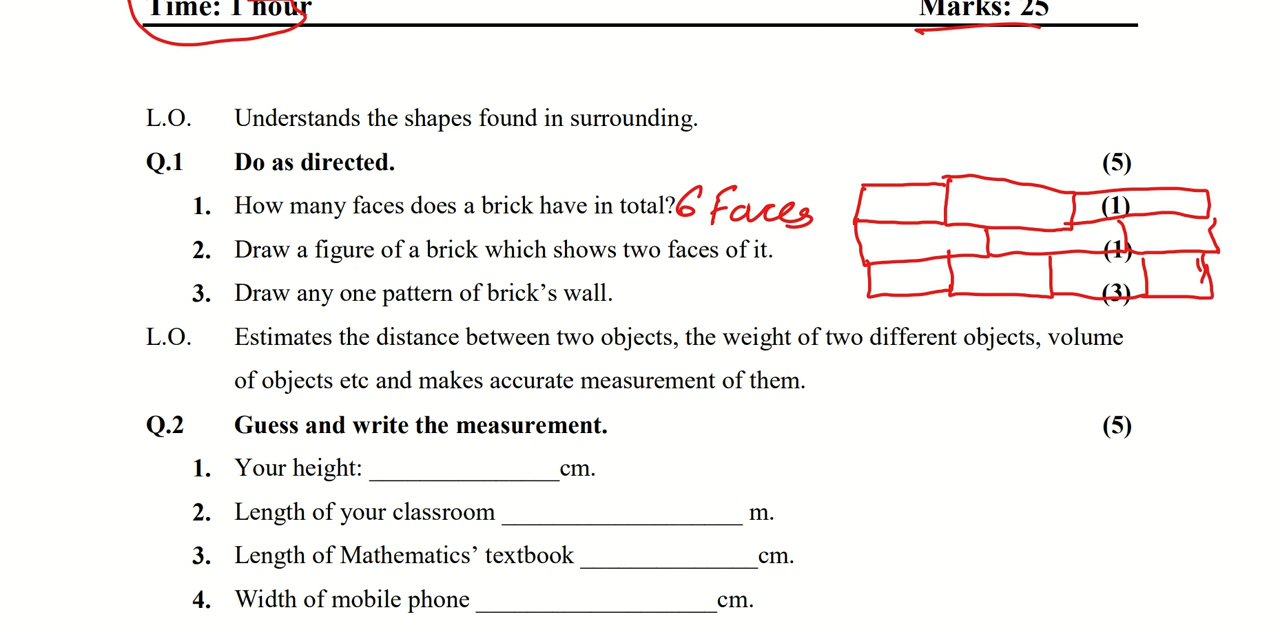 Time: 1 hour Marks: 25
L.O. Understands the shapes found in surrounding.
Q.1 Do as directed. (5)
1. How many faces does a brick have in total? 6 Faces (1)
2. Draw a figure of a brick which shows two faces of it. (1)
3. Draw any one pattern of brick’s wall. (3)
L.O. Estimates the distance between two objects, the weight of two different objects, volume
of objects etc and makes accurate measurement of them.
Q.2 Guess and write the measurement. (5)
1. Your height: _________________cm.
2. Length of your classroom ______________________ m.
3. Length of Mathematics’ textbook ________________cm.
4. Width of mobile phone ______________________cm.